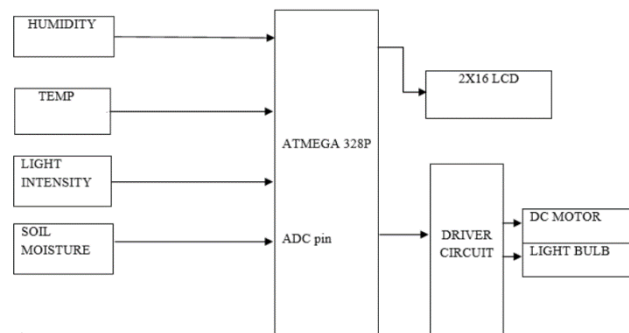 HUMIDITY
TEMP
LIGHT
INTENSITY
SOIL
MOISTURE
ATMEGA 328P
ADC pin
2X16 LCD
DRIVER
CIRCUIT
DC MOTOR
LIGHT BULB